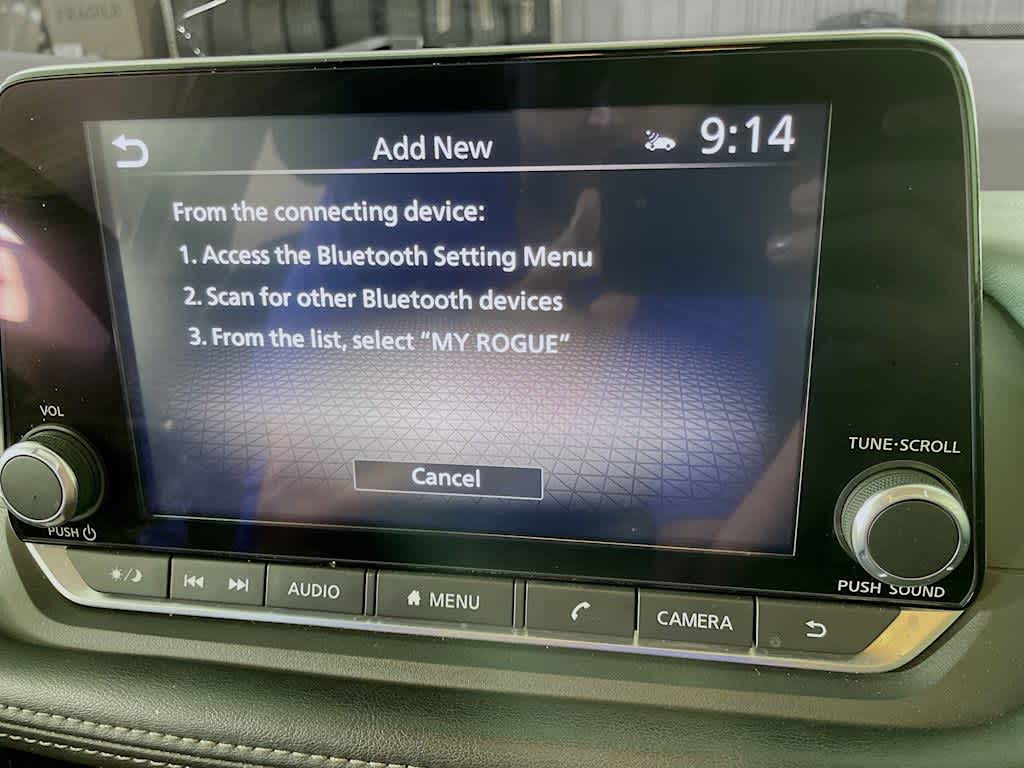 FRAGILE
Add New
9:14
From the connecting device:
1. Access the Bluetooth Setting Menu
2. Scan for other Bluetooth devices
3. From the list, select “MY ROGUE”
Cancel
VOL
PUSH
TUNE·SCROLL
PUSH SOUND
AUDIO
MENU
CAMERA